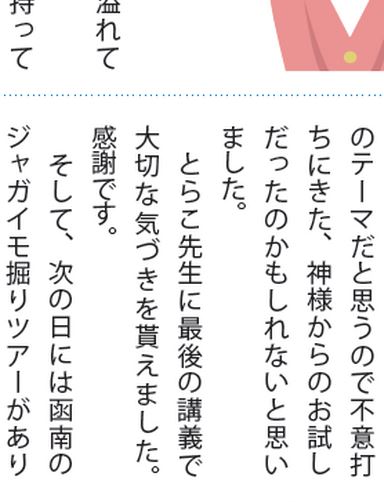 溢れて
持って
のテーマだと思うので不意打
ちにきた、神様からのお試し
だったのかもしれないと思い
ました。
とらこ先生に最後の講義で
大切な気づきを貰えました。
感謝です。
そして、次の日には函南の
ジャガイモ掘りツアーがあり